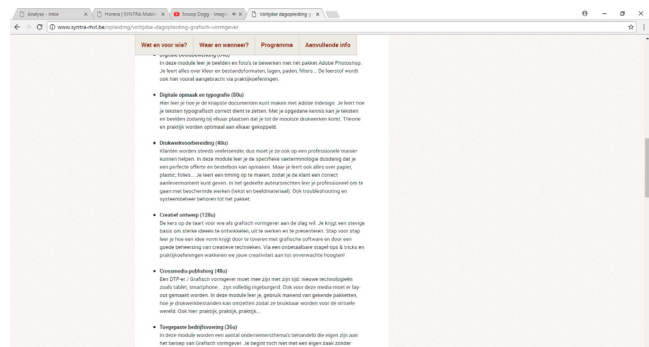 Analyse - Intie
Horeca | SYNTRA Midde
Snoop Dogg - Imagi
Voltijdse dagopleiding g
www.syntra-mvl.be/opleiding/voltijdse-dagopleiding-grafisch-vormgever
Wat en voor wie? Waar en wanneer? Programma Aanvullende info
In deze module leer je beelden en foto's te bewerken met het pakket Adobe Photoshop.
Je leert alles over kleur en bestandsformaten, lagen, paden, filters... De leerstof wordt
ook hier vooral aangebracht via praktijkoefeningen.
• Digitale opmaak en typografie (80u)
Hier leer je hoe je de knapste documenten kunt maken met Adobe Indesign. Je leert hoe
je teksten typografisch correct dient te zetten. Met je opgedane kennis kan je teksten
en beelden zodanig bij elkaar plaatsen dat je tot de mooiste drukwerken komt. Theorie
en praktijk worden optimaal aan elkaar gekoppeld.
• Drukwerkvoorbereiding (48u)
Klanten worden steeds veeleisender, dus moet je ze ook op een professionele manier
kunnen helpen. In deze module leer je de specifieke vakterminologie dusdanig dat je
een perfecte offerte en bestelbon kan opmaken. Maar je leert ook alles over papier,
plastic, folies... Je leert een timing op te maken, zodat je de klant een correct
aanlevermoment kunt geven. In het gedeelte auteursrechten leer je professioneel om te
gaan met beschermde werken (tekst en beeldmateriaal). Ook troubleshooting en
systeembeheer behoren tot het pakket.
• Creatief ontwerp (128u)
De kers op de taart voor wie als grafisch vormgever aan de slag wil. Je krijgt een stevige
basis om sterke ideeën te ontwikkelen, uit te werken en te presenteren. Stap voor stap
leer je hoe een idee vorm krijgt door te toveren met grafische software en door een
goede beheersing van creatieve technieken. Via een onbetaalbare stapel tips & tricks en
praktijkoefeningen wakkeren we jouw creativiteit aan tot onverwachte hoogten!
• Crossmedia publishing (48u)
Een DTP-er / Grafisch vormgever moet mee zijn met zijn tijd, nieuwe technologieën
zoals tablet, smartphone... zijn volledig ingeburgerd. Ook voor deze media moet er lay-
out gemaakt worden. In deze module leer je, gebruik makend van gekende pakketten,
hoe je drukwerkbestanden kan omzetten zodat ze bruikbaar worden voor de virtuele
wereld. Ook hier: praktijk, praktijk, praktijk...
• Toegepaste bedrijfsvoering (36u)
In deze module worden een aantal ondernemersthema's behandeld die eigen zijn aan
het beroep van Grafisch vormgever. Je begint toch niet met een eigen zaak zonder